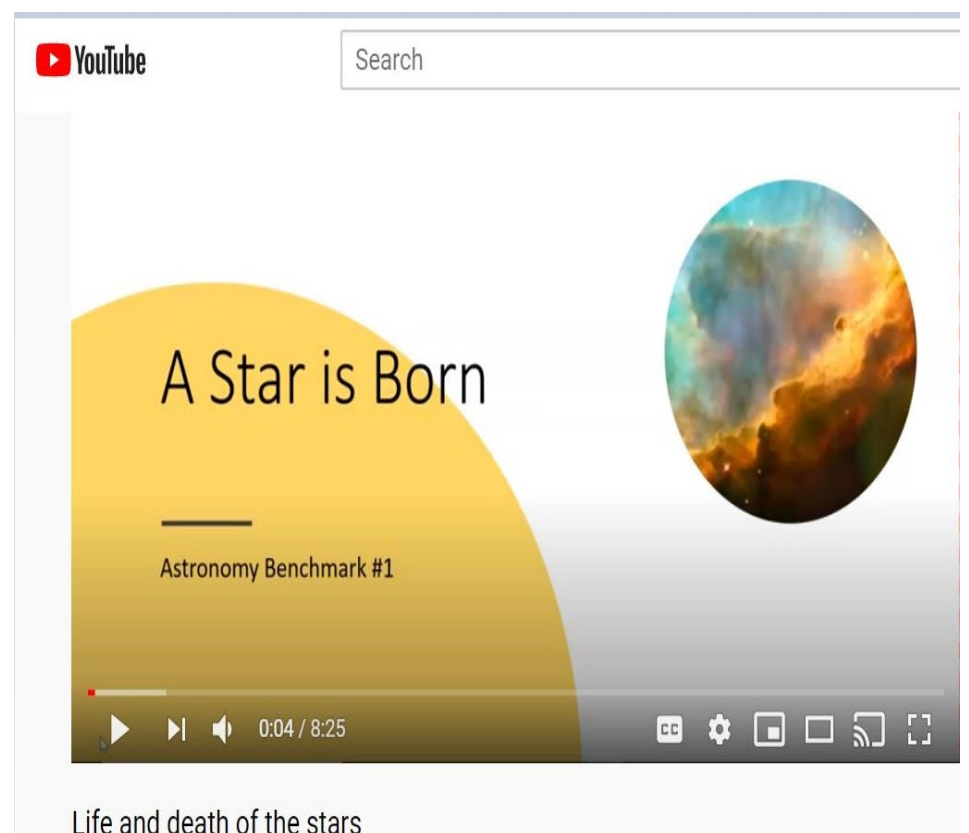 YouTube
Search
A Star is Born
Astronomy Benchmark #1
0:04 / 8:25
CC
Life and death of the stars